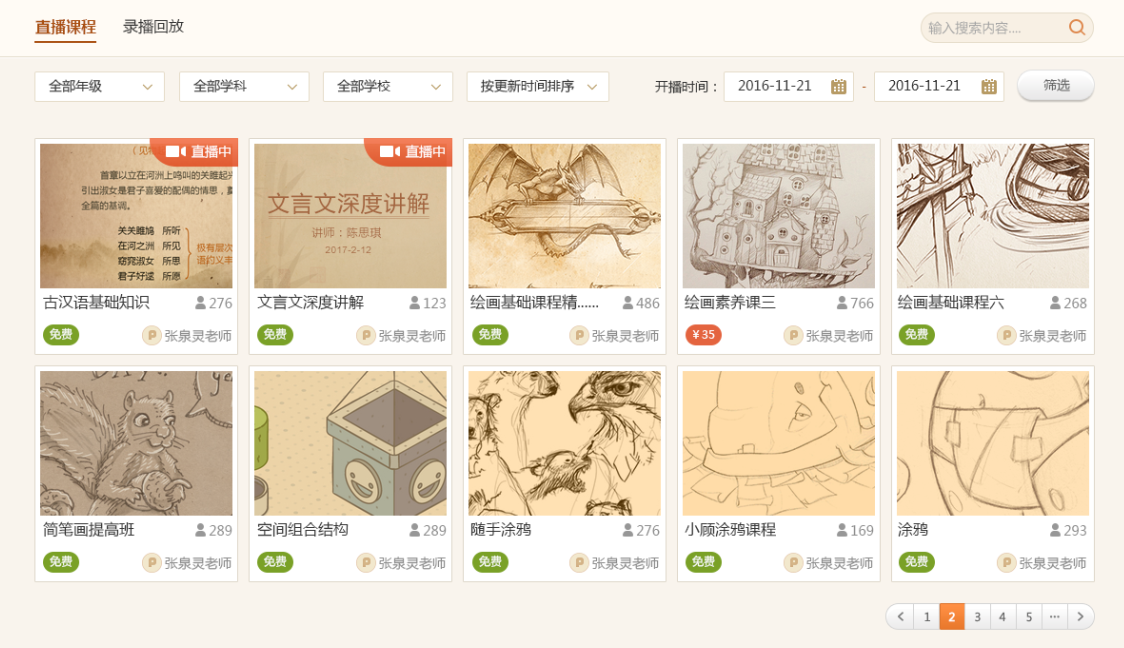 直播课程 录播回放 输入搜索内容....
全部年级 全部学科 全部学校 按更新时间排序 开播时间： 2016-11-21 - 2016-11-21 筛选
直播中
首章以立在河洲上鸣叫的关雎起兴
引出淑女是君子喜爱的配偶的情思，
全篇的基调。
关关雎鸠 所听
在河之洲 所见
窈窕淑女 所思
君子好逑 所愿
极有层次
古汉语基础知识 276
免费 张泉灵老师
直播中
文言文深度讲解
讲师：陈思琪
2017-2-12
文言文深度讲解 123
免费 张泉灵老师
绘画基础课程精...... 486
免费 张泉灵老师
绘画素养课三 766
¥35 张泉灵老师
绘画基础课程六 268
免费 张泉灵老师
简笔画提高班 289
免费 张泉灵老师
空间组合结构 289
免费 张泉灵老师
随手涂鸦 276
免费 张泉灵老师
小顾涂鸦课程 169
免费 张泉灵老师
涂鸦 293
免费 张泉灵老师
< 1 2 3 4 5 ... >